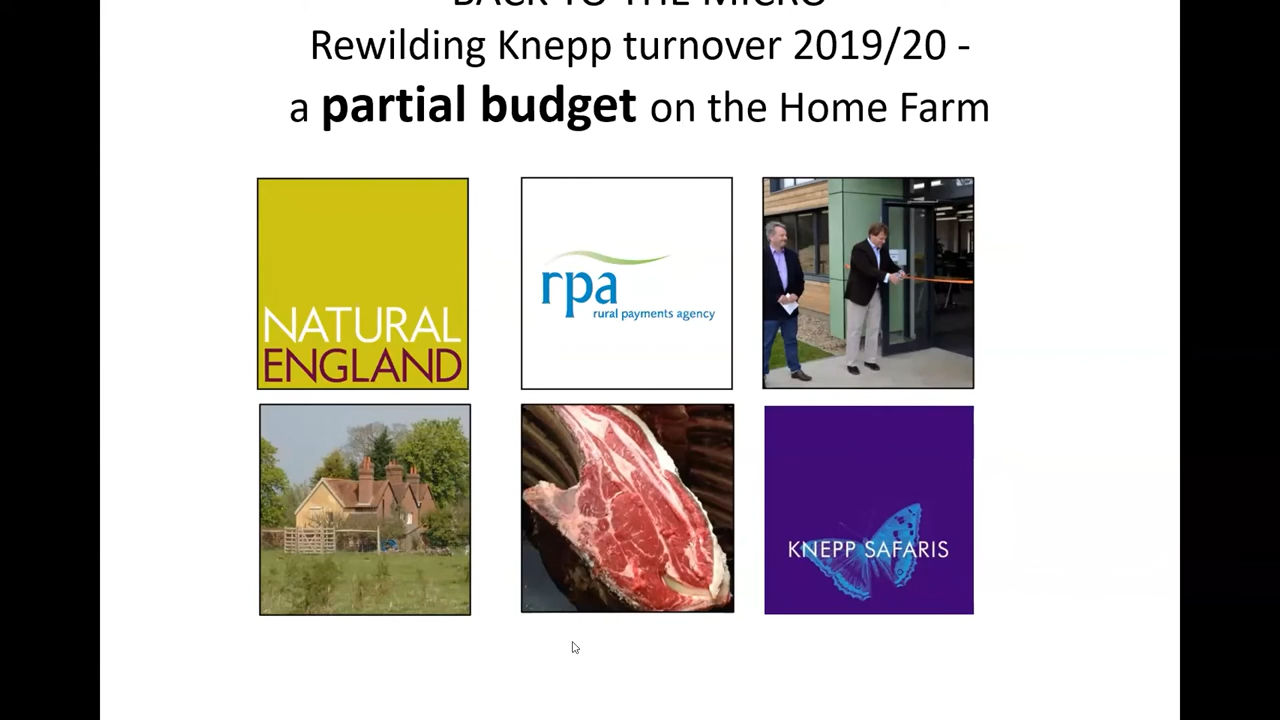 BACK TO THE MICRO
Rewilding Knepp turnover 2019/20 -
a partial budget on the Home Farm
NATURAL
ENGLAND
rpa
rural payments agency
KNEPP SAFARIS